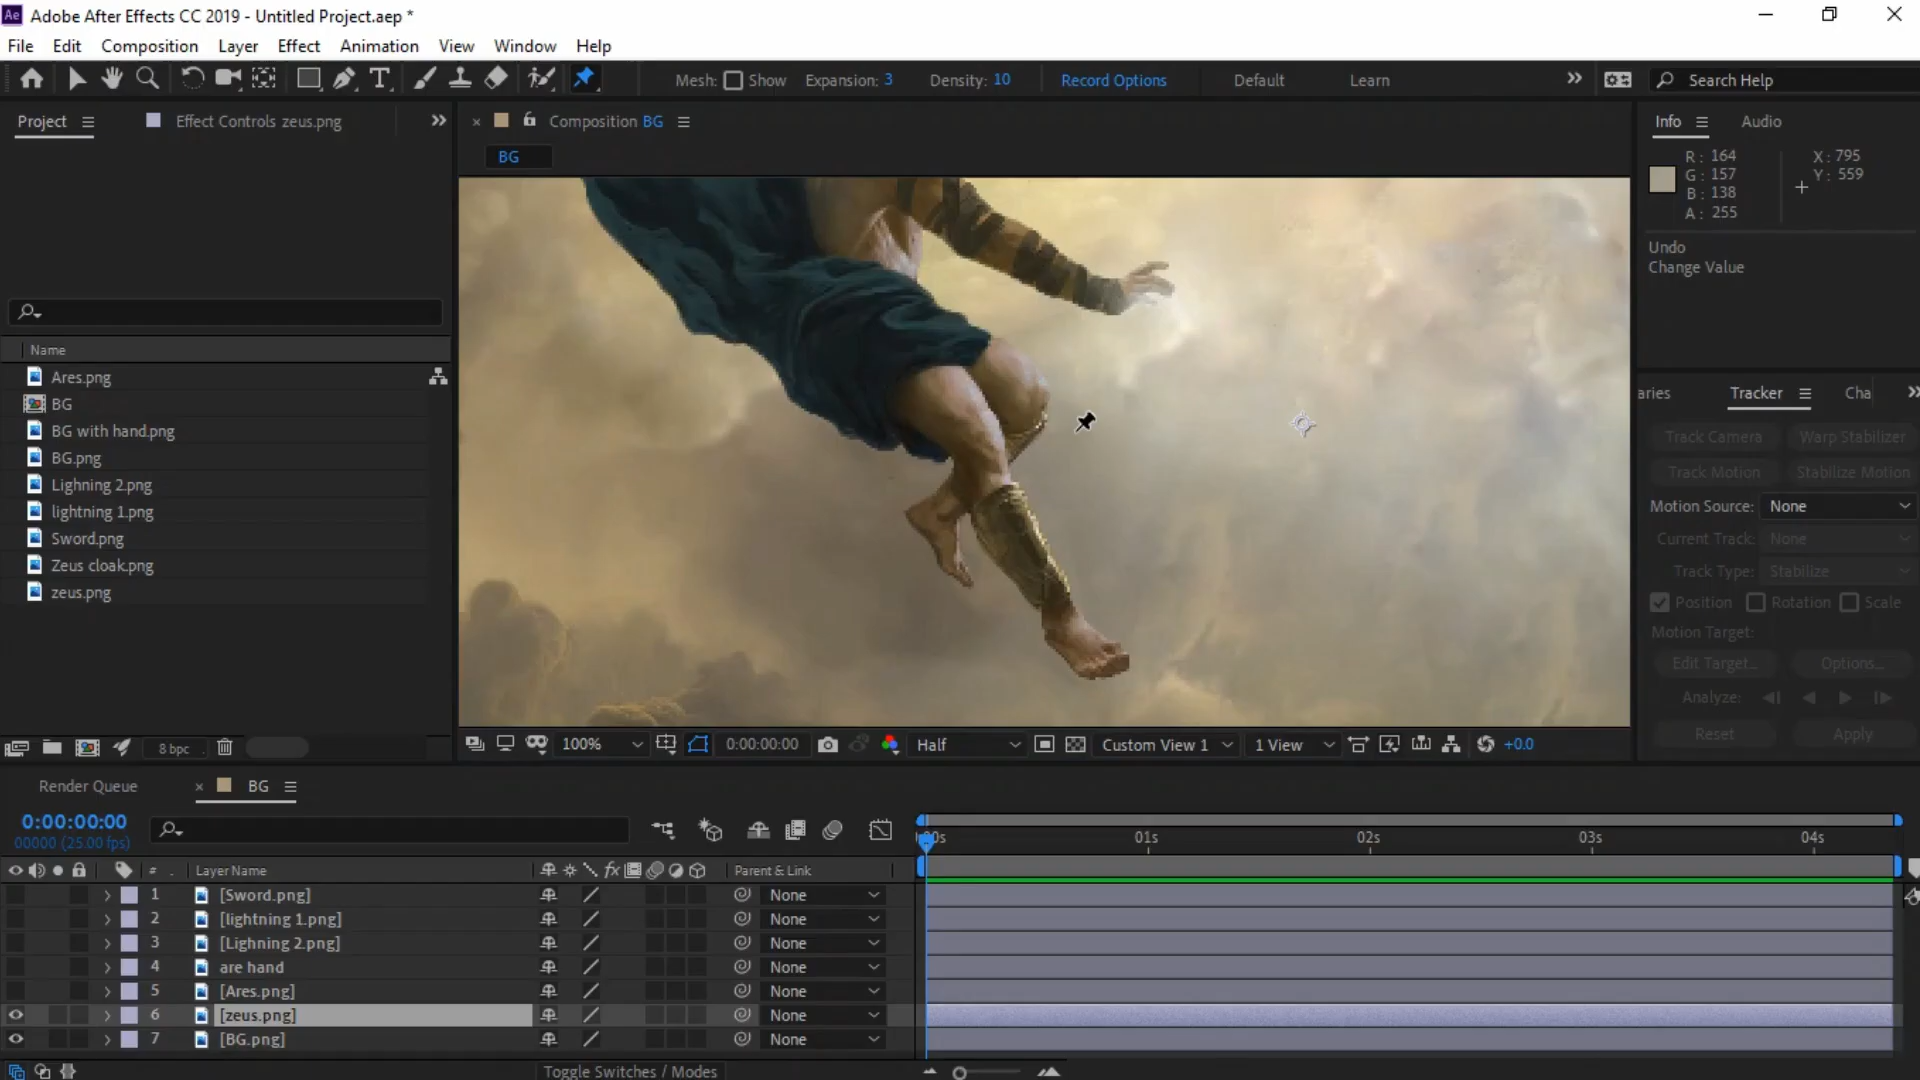 Ae Adobe After Effects CC 2019 - Untitled Project.aep *
File Edit Composition Layer Effect Animation View Window Help
T Mesh: Show Expansion: 3 Density: 10 Record Options Default Learn Search Help
Project Effect Controls zeus.png
Composition BG
BG
Info Audio
R: 164 X: 795
G: 157 Y: 559
B: 138
A: 255
Undo
Change Value
Name
Ares.png
BG
BG with hand.png
BG.png
Lighning 2.png
lightning 1.png
Sword.png
Zeus cloak.png
zeus.png
8 bpc
aries Tracker Cha
Track Camera Warp Stabilizer
Track Motion Stabilize Motion
Motion Source: None
Current Track: None
Track Type: Stabilize
Position Rotation Scale
Motion Target:
Edit Target... Options...
Analyze:
Reset Apply
100% 0:00:00:00 Half Custom View 1 1 View +0.0
Render Queue BG
0:00:00:00
00000 (25.00 fps)
00s 01s 02s 03s 04s
# Layer Name fx Parent & Link
1 [Sword.png] None
2 [lightning 1.png] None
3 [Lighning 2.png] None
4 are hand None
5 [Ares.png] None
6 [zeus.png] None
7 [BG.png] None
Toggle Switches / Modes